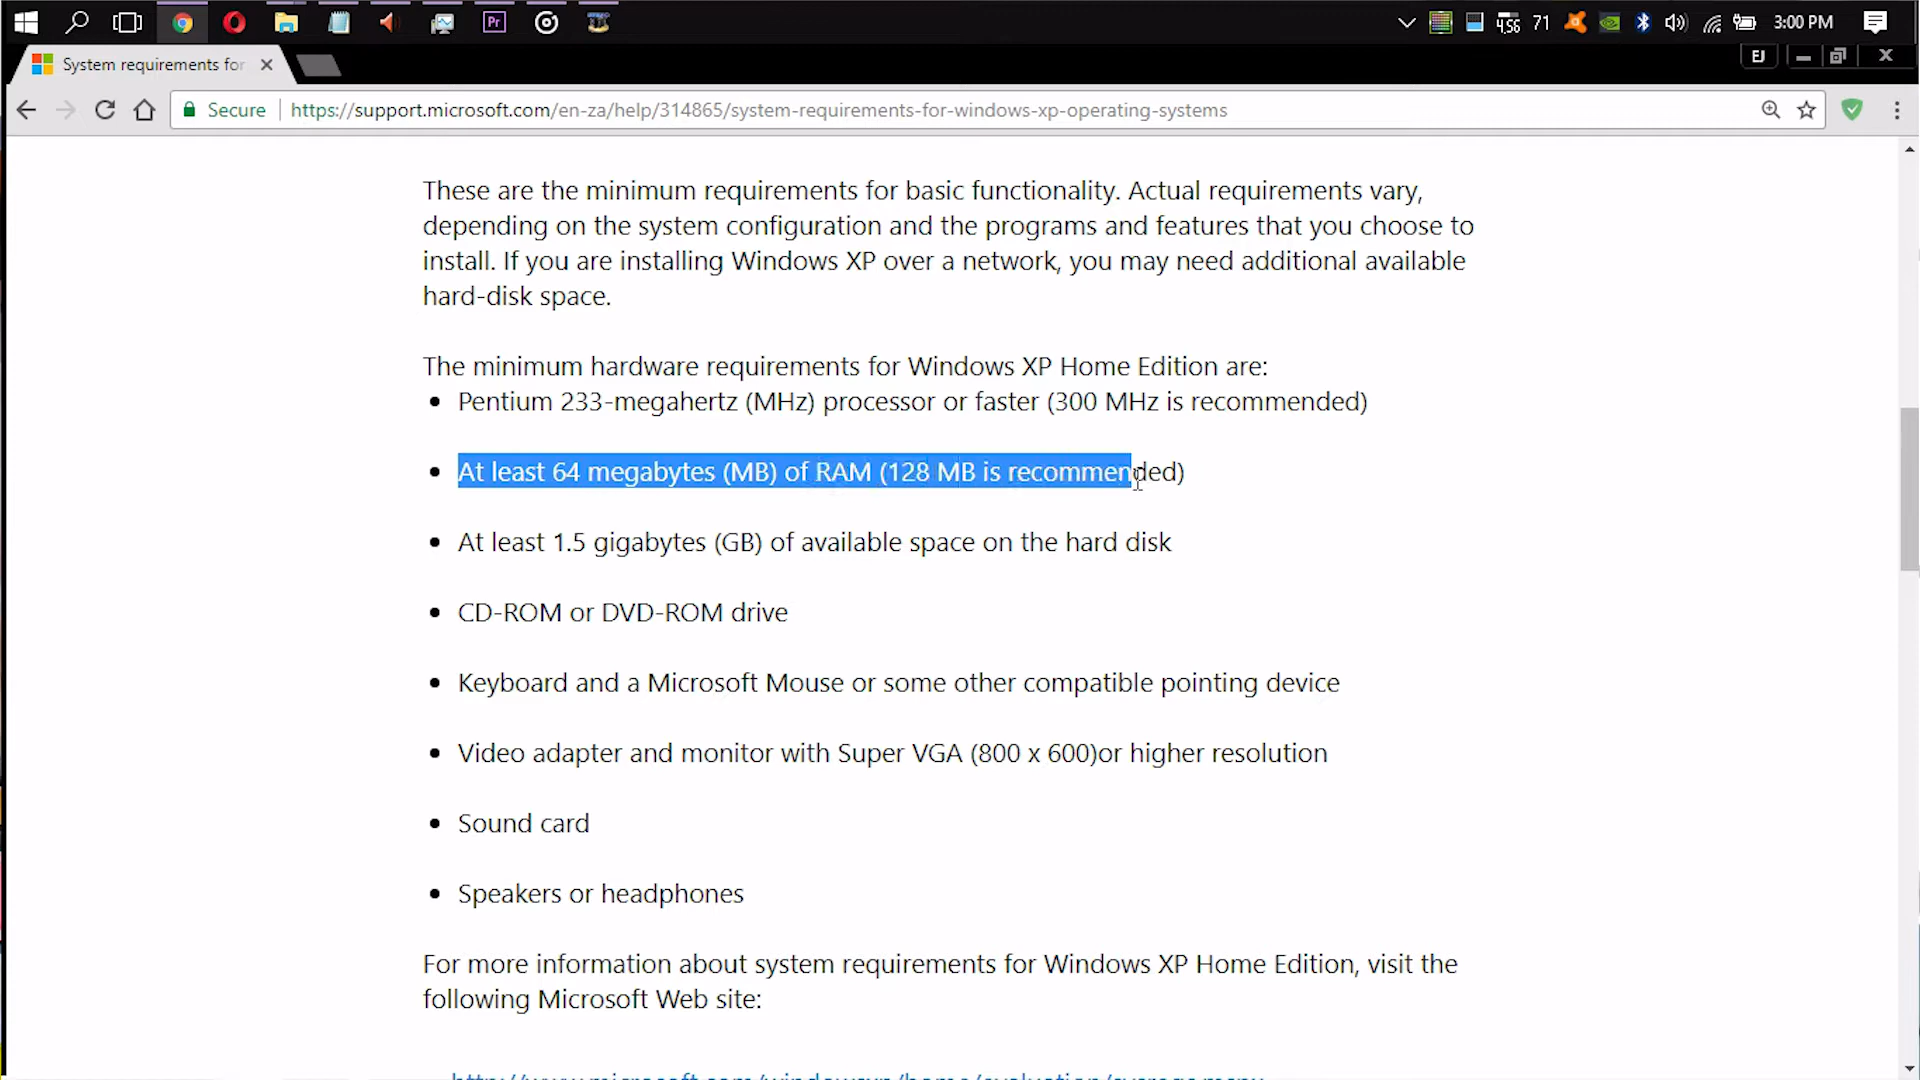 4.56
71
3:00 PM
System requirements for
EJ
Secure
https://support.microsoft.com/en-za/help/314865/system-requirements-for-windows-xp-operating-systems
These are the minimum requirements for basic functionality. Actual requirements vary,
depending on the system configuration and the programs and features that you choose to
install. If you are installing Windows XP over a network, you may need additional available
hard-disk space.
The minimum hardware requirements for Windows XP Home Edition are:
• Pentium 233-megahertz (MHz) processor or faster (300 MHz is recommended)
• At least 64 megabytes (MB) of RAM (128 MB is recommended)
• At least 1.5 gigabytes (GB) of available space on the hard disk
• CD-ROM or DVD-ROM drive
• Keyboard and a Microsoft Mouse or some other compatible pointing device
• Video adapter and monitor with Super VGA (800 x 600)or higher resolution
• Sound card
• Speakers or headphones
For more information about system requirements for Windows XP Home Edition, visit the
following Microsoft Web site: